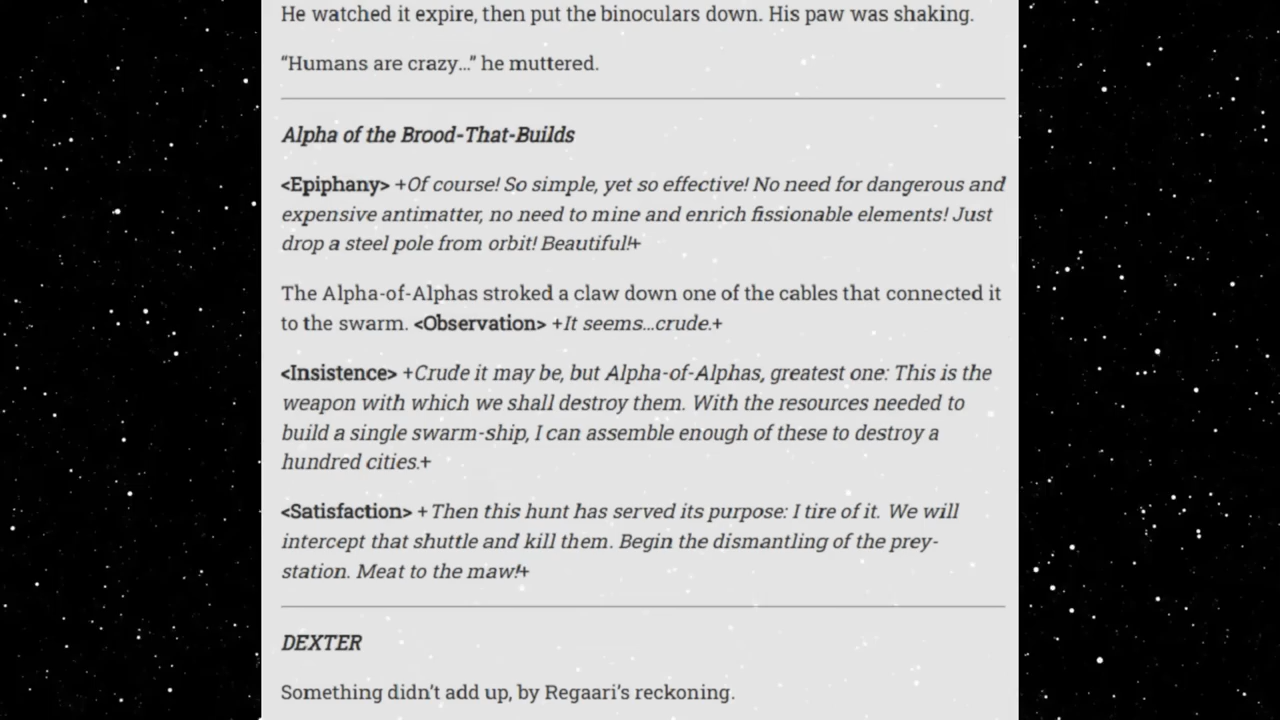 He watched it expire, then put the binoculars down. His paw was shaking.
“Humans are crazy…” he muttered.
Alpha of the Brood-That-Builds
<Epiphany> +Of course! So simple, yet so effective! No need for dangerous and
expensive antimatter, no need to mine and enrich fissionable elements! Just
drop a steel pole from orbit! Beautiful!+
The Alpha-of-Alphas stroked a claw down one of the cables that connected it
to the swarm. <Observation> +It seems…crude.+
<Insistence> +Crude it may be, but Alpha-of-Alphas, greatest one: This is the
weapon with which we shall destroy them. With the resources needed to
build a single swarm-ship, I can assemble enough of these to destroy a
hundred cities.+
<Satisfaction> + Then this hunt has served its purpose: I tire of it. We will
intercept that shuttle and kill them. Begin the dismantling of the prey-
station. Meat to the maw!+
DEXTER
Something didn’t add up, by Regaari’s reckoning.